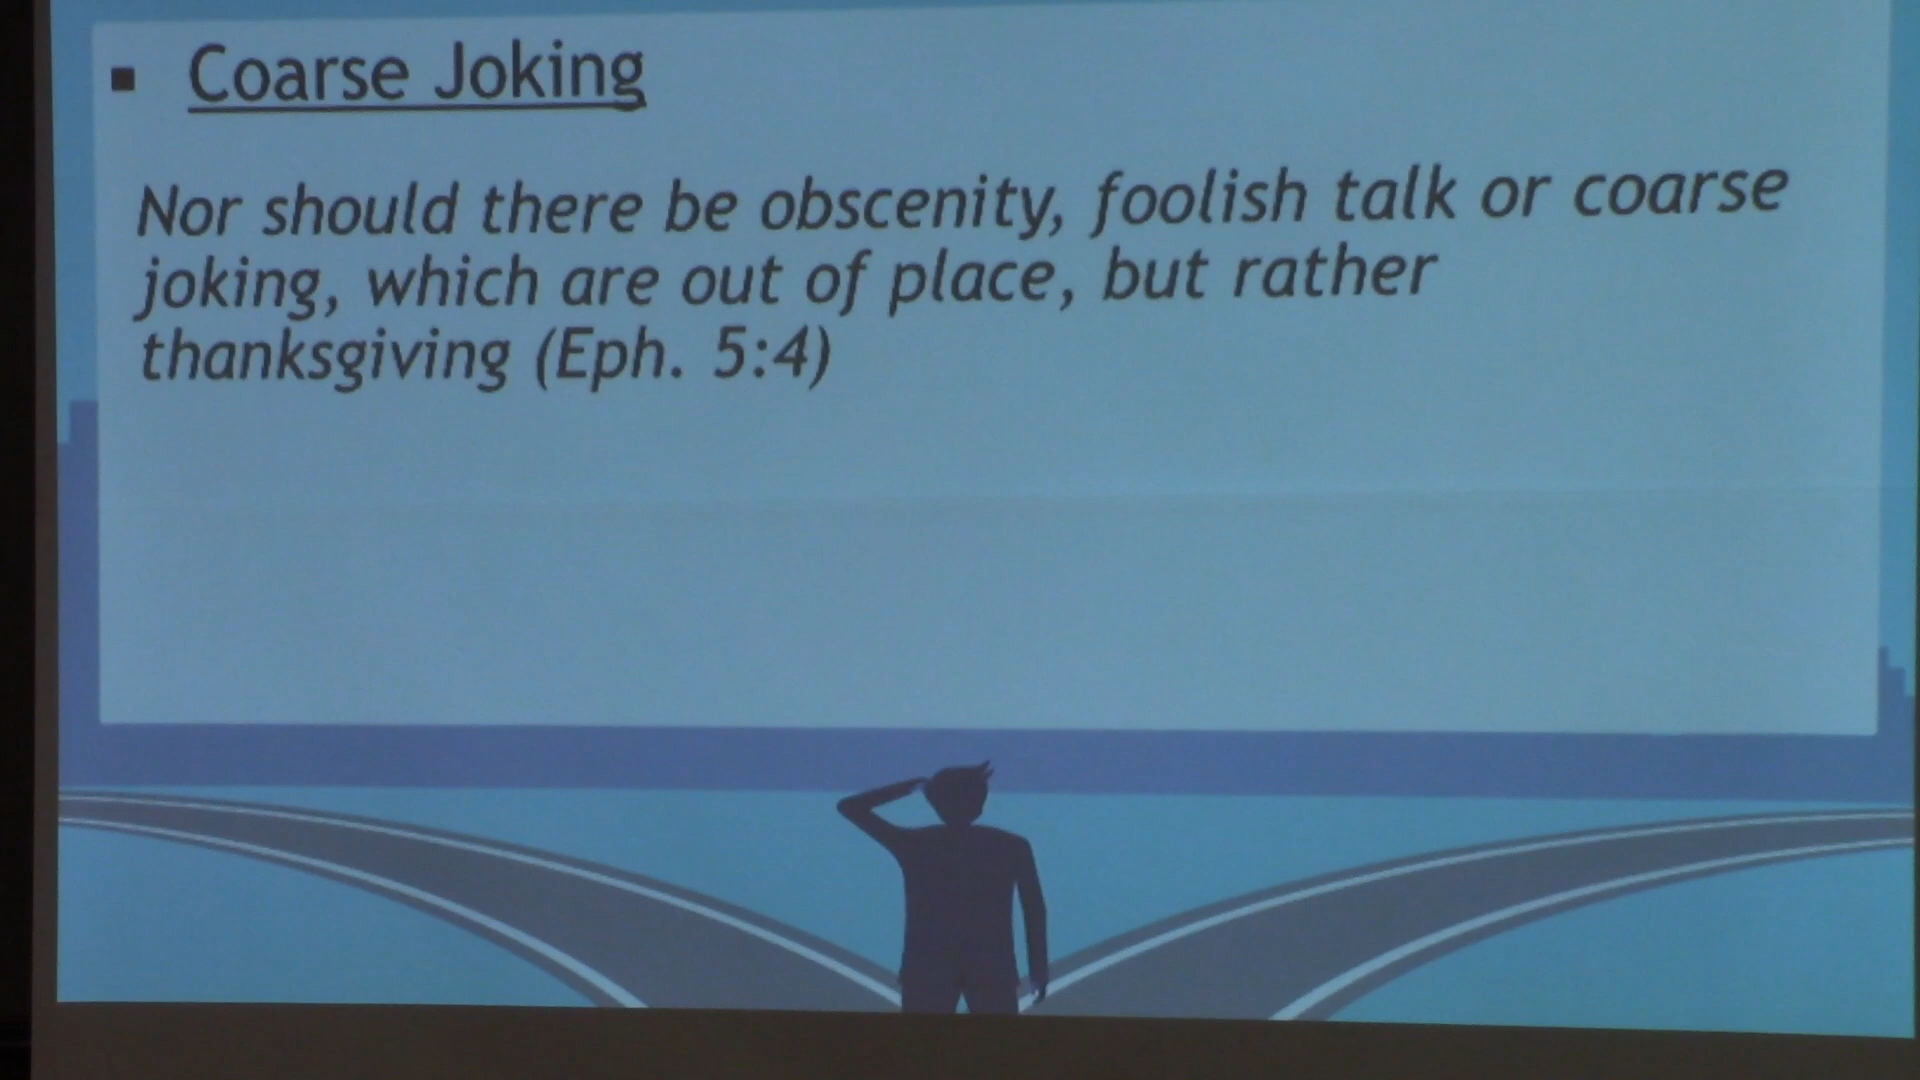 ▪ Coarse Joking
Nor should there be obscenity, foolish talk or coarse
joking, which are out of place, but rather
thanksgiving (Eph. 5:4)